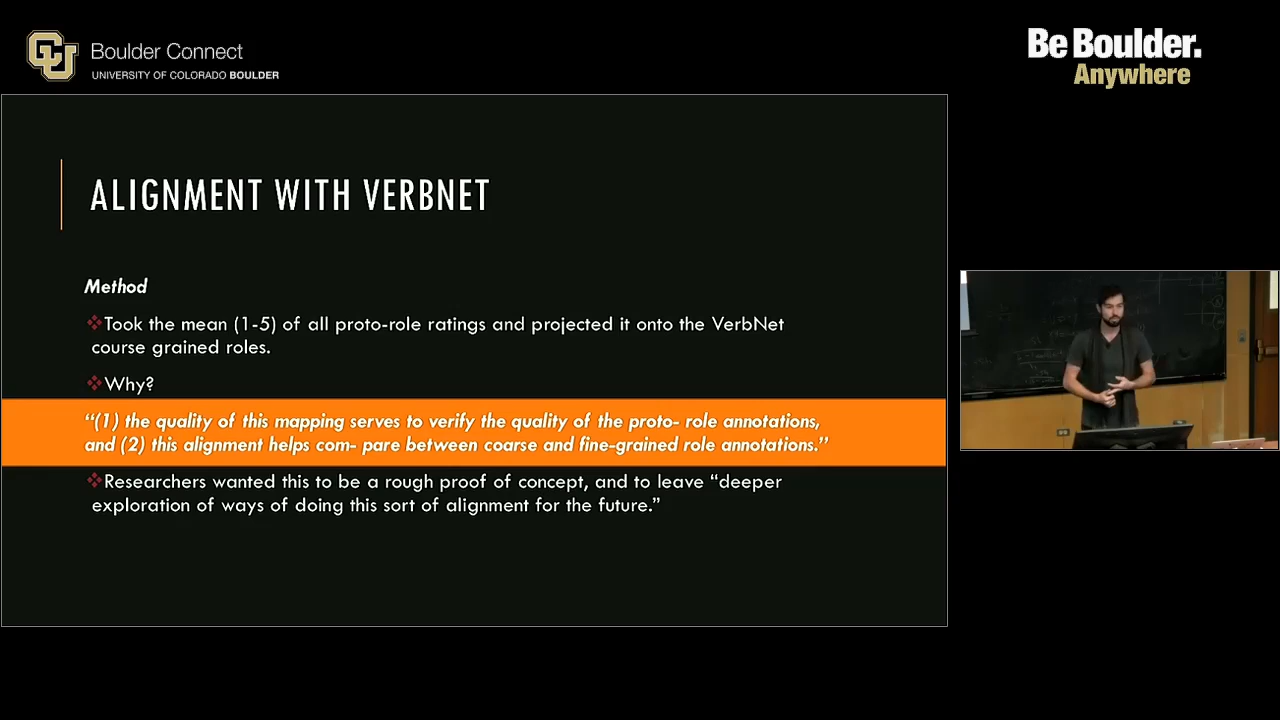 CU
Boulder Connect
UNIVERSITY OF COLORADO BOULDER
Be Boulder.
Anywhere
ALIGNMENT WITH VERBNET
Method
❖Took the mean (1-5) of all proto-role ratings and projected it onto the VerbNet
course grained roles.
❖Why?
“(1) the quality of this mapping serves to verify the quality of the proto- role annotations,
and (2) this alignment helps com- pare between coarse and fine-grained role annotations.”
❖Researchers wanted this to be a rough proof of concept, and to leave “deeper
exploration of ways of doing this sort of alignment for the future.”